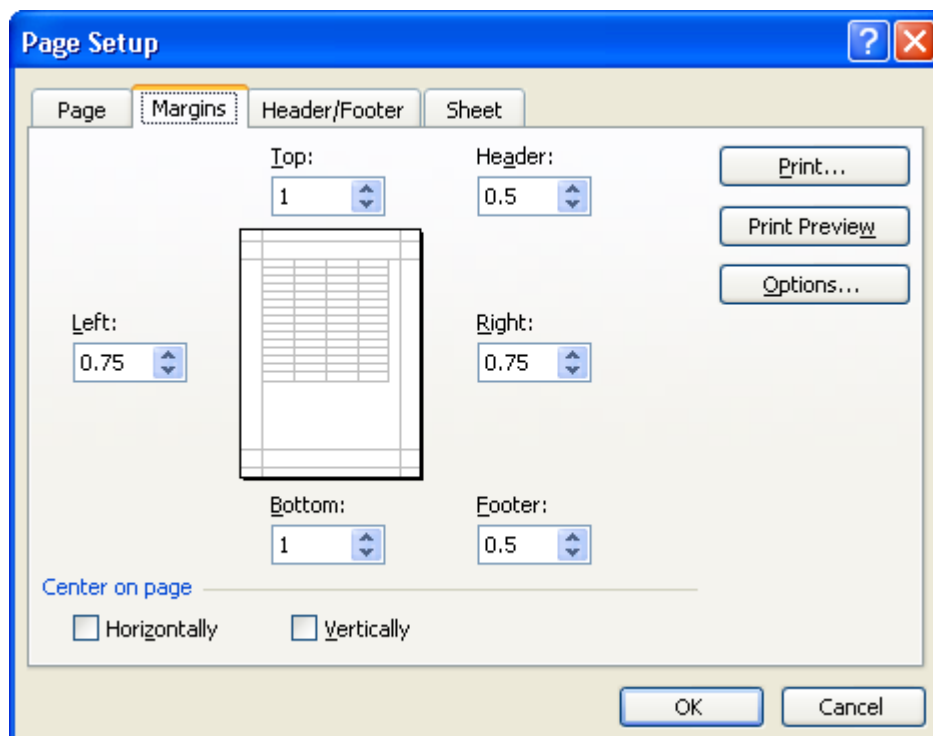 Page Setup
Page Margins Header/Footer Sheet
Top: Header:
1 0.5
Print...
Print Preview
Options...
Left: Right:
0.75 0.75
Bottom: Footer:
1 0.5
Center on page
Horizontally Vertically
OK Cancel